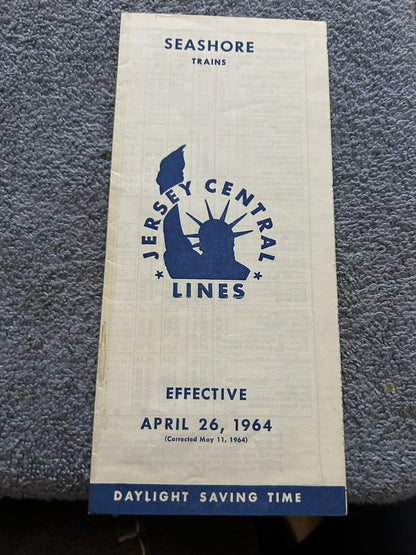 SEASHORE
TRAINS
JERSEY CENTRAL
LINES
EFFECTIVE
APRIL 26, 1964
(Corrected May 11, 1964)
DAYLIGHT SAVING TIME